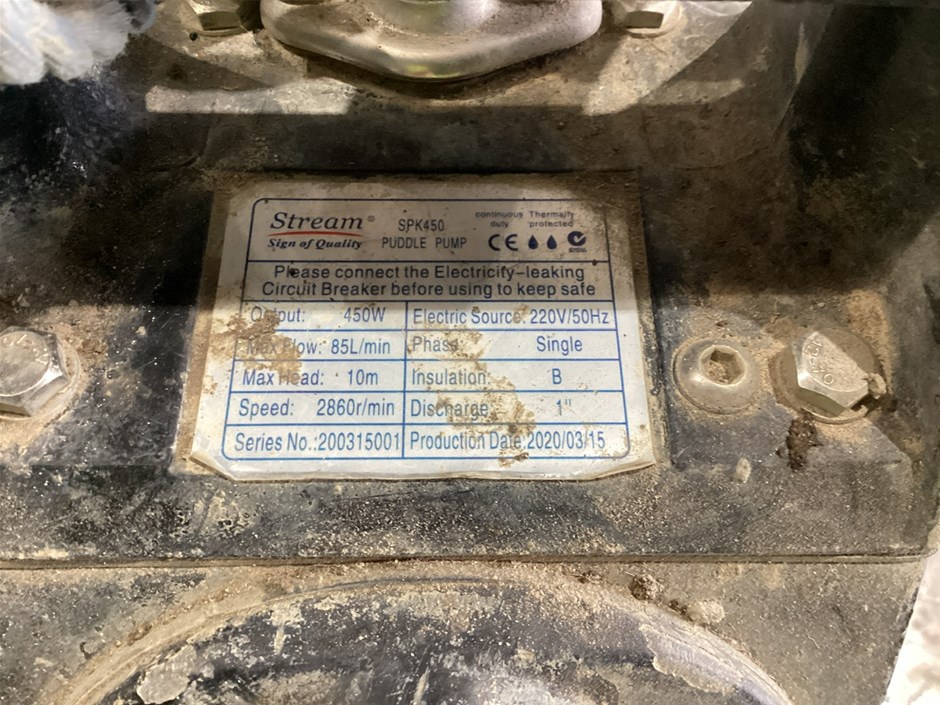 Stream®
Sign of Quality
SPK450
PUDDLE PUMP
continuous duty
Thermally protected
CE
Please connect the Electricity-leaking
Circuit Breaker before using to keep safe
Output: 450W Electric Source: 220V/50Hz
Max Flow: 85L/min Phase: Single
Max Head: 10m Insulation: B
Speed: 2860r/min Discharge: 1"
Series No.:200315001 Production Date:2020/03/15